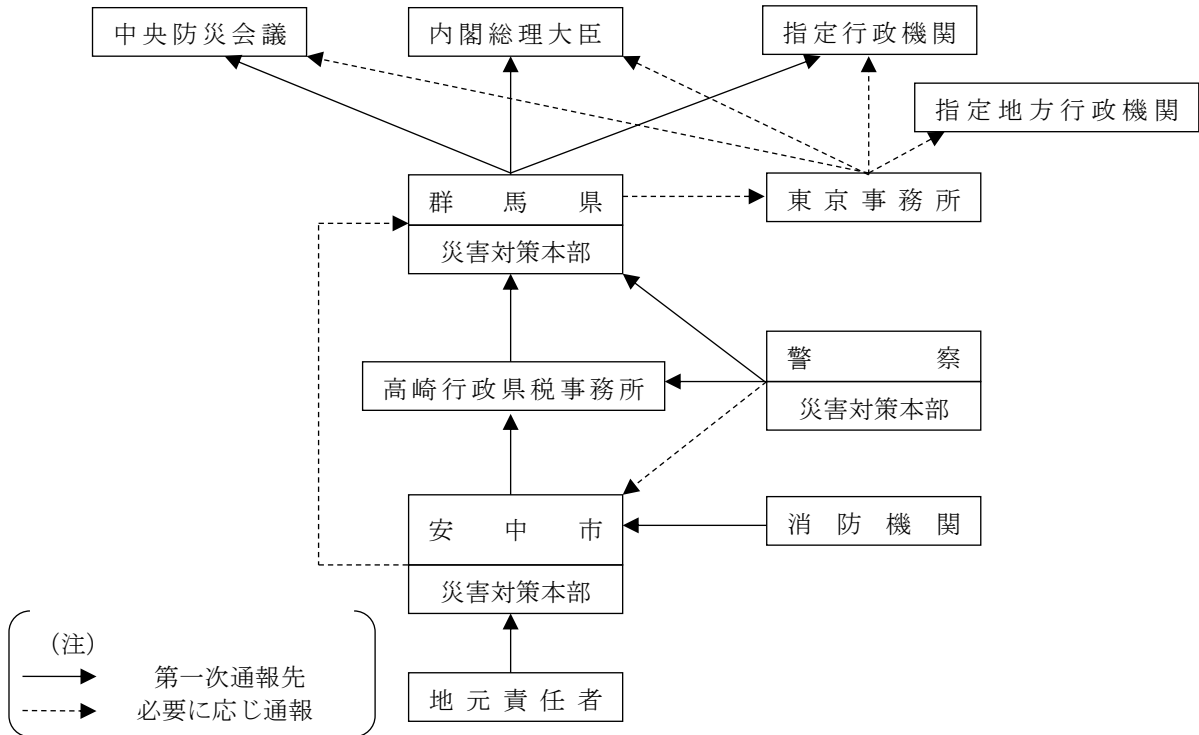 中央防災会議
内閣総理大臣
指定行政機関
指定地方行政機関
群馬県
災害対策本部
東京事務所
高崎行政県税事務所
警察
災害対策本部
安中市
災害対策本部
消防機関
地元責任者
（注）
第一次通報先
必要に応じ通報